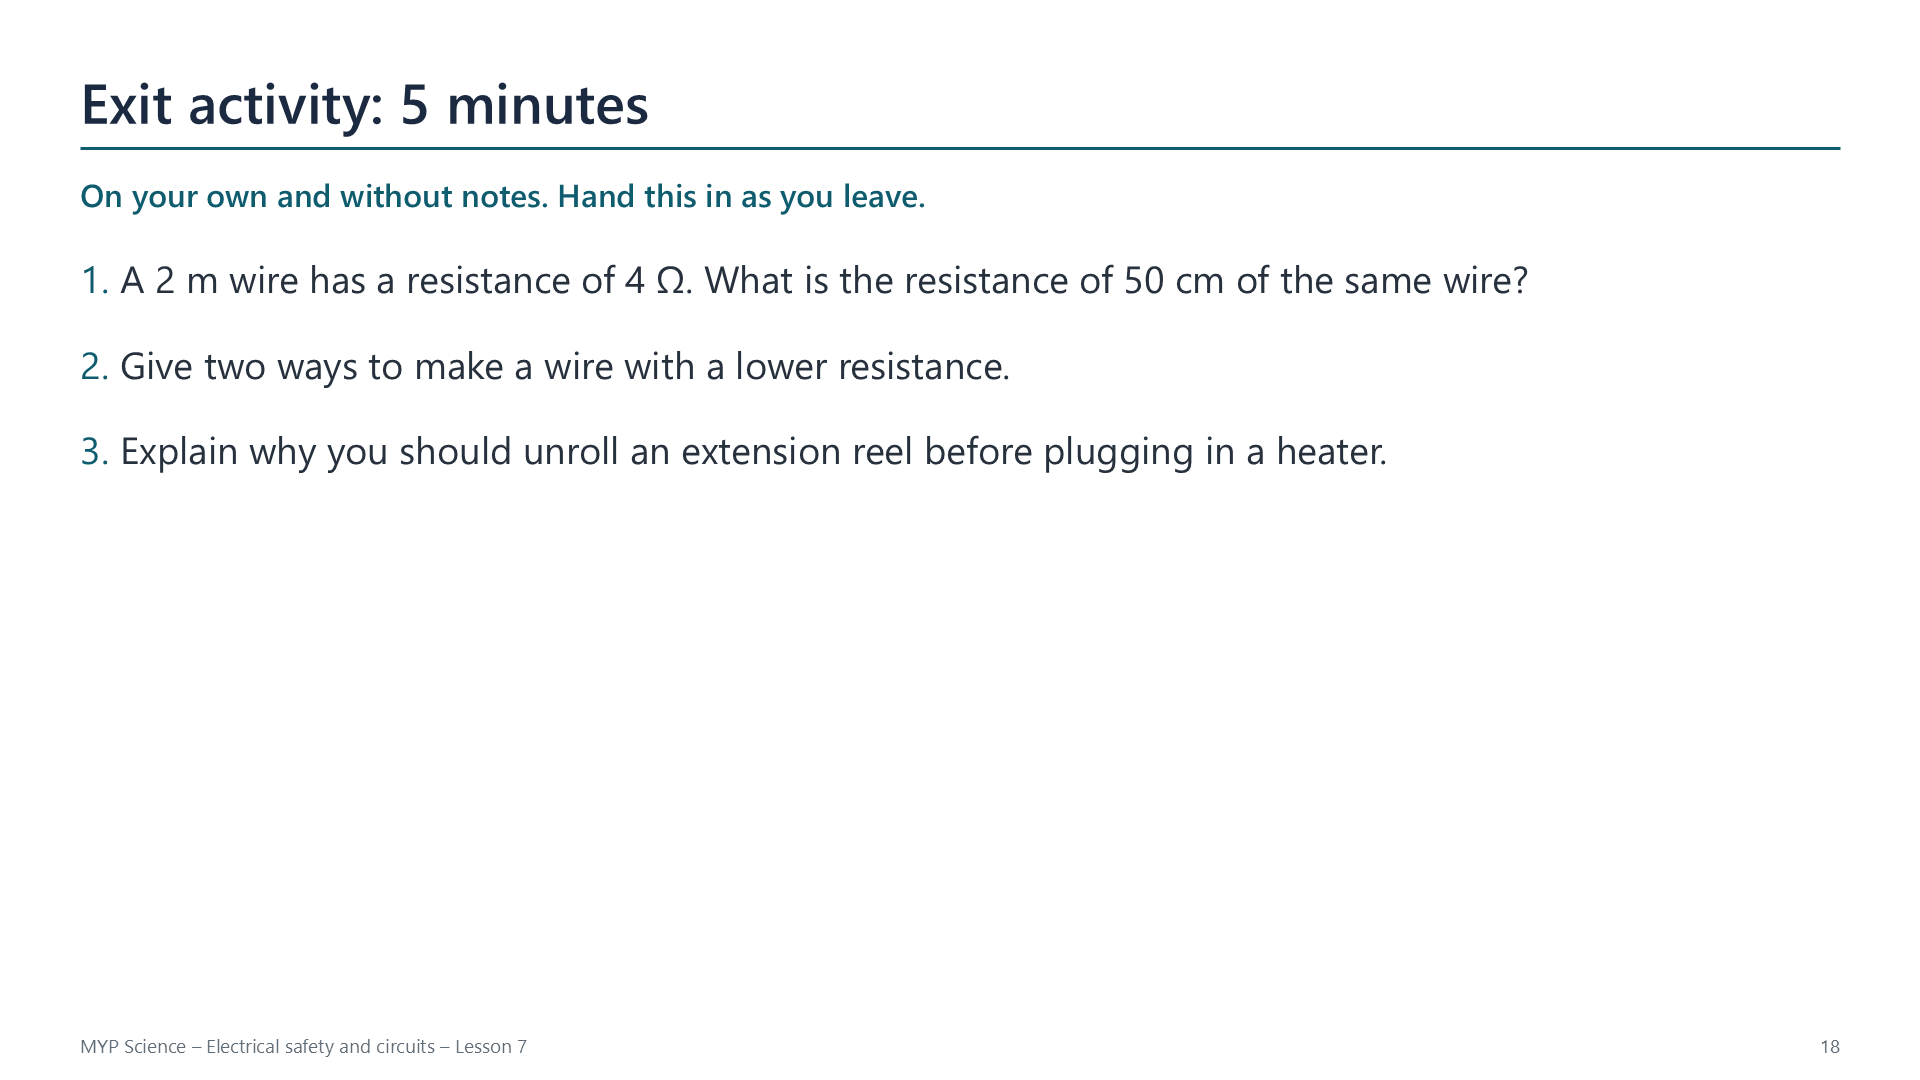 Exit activity: 5 minutes
On your own and without notes. Hand this in as you leave.
1. A 2 m wire has a resistance of 4 Ω. What is the resistance of 50 cm of the same wire?
2. Give two ways to make a wire with a lower resistance.
3. Explain why you should unroll an extension reel before plugging in a heater.
MYP Science – Electrical safety and circuits – Lesson 7
18